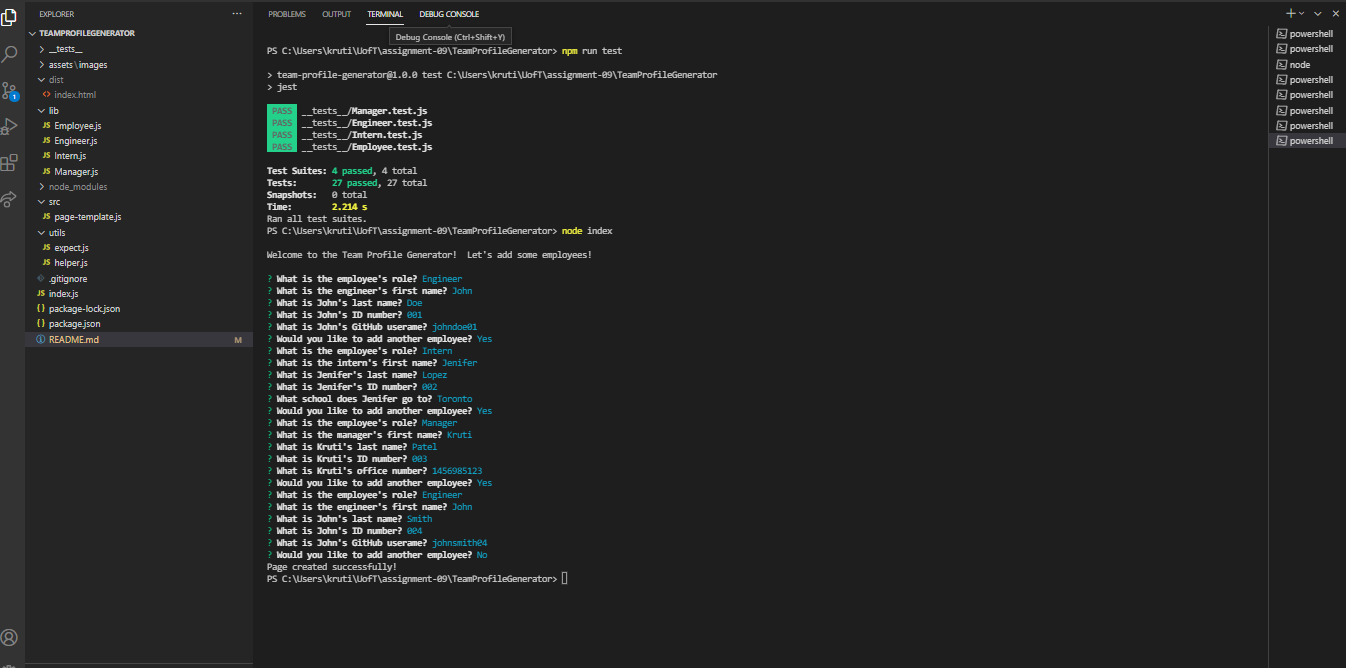 EXPLORER
TEAMPROFILEGENERATOR
__tests__
assets\images
dist
<> index.html
lib
JS Employee.js
JS Engineer.js
JS Intern.js
JS Manager.js
node_modules
src
JS page-template.js
utils
JS expect.js
JS helper.js
.gitignore
JS index.js
{} package-lock.json
{} package.json
README.md M
1
PROBLEMS OUTPUT TERMINAL DEBUG CONSOLE
Debug Console (Ctrl+Shift+Y)
PS C:\Users\kruti\UofT\assignment-09\TeamProfileGenerator> npm run test
> team-profile-generator@1.0.0 test C:\Users\kruti\UofT\assignment-09\TeamProfileGenerator
> jest
PASS __tests__/Manager.test.js
PASS __tests__/Engineer.test.js
PASS __tests__/Intern.test.js
PASS __tests__/Employee.test.js
Test Suites: 4 passed, 4 total
Tests: 27 passed, 27 total
Snapshots: 0 total
Time: 2.214 s
Ran all test suites.
PS C:\Users\kruti\UofT\assignment-09\TeamProfileGenerator> node index
Welcome to the Team Profile Generator! Let's add some employees!
? What is the employee's role? Engineer
? What is the engineer's first name? John
? What is John's last name? Doe
? What is John's ID number? 001
? What is John's GitHub userame? johndoe01
? Would you like to add another employee? Yes
? What is the employee's role? Intern
? What is the intern's first name? Jenifer
? What is Jenifer's last name? Lopez
? What is Jenifer's ID number? 002
? What school does Jenifer go to? Toronto
? Would you like to add another employee? Yes
? What is the employee's role? Manager
? What is the manager's first name? Kruti
? What is Kruti's last name? Patel
? What is Kruti's ID number? 003
? What is Kruti's office number? 1456985123
? Would you like to add another employee? Yes
? What is the employee's role? Engineer
? What is the engineer's first name? John
? What is John's last name? Smith
? What is John's ID number? 004
? What is John's GitHub userame? johnsmith04
? Would you like to add another employee? No
Page created successfully!
PS C:\Users\kruti\UofT\assignment-09\TeamProfileGenerator>
powershell
powershell
node
powershell
powershell
powershell
powershell
powershell